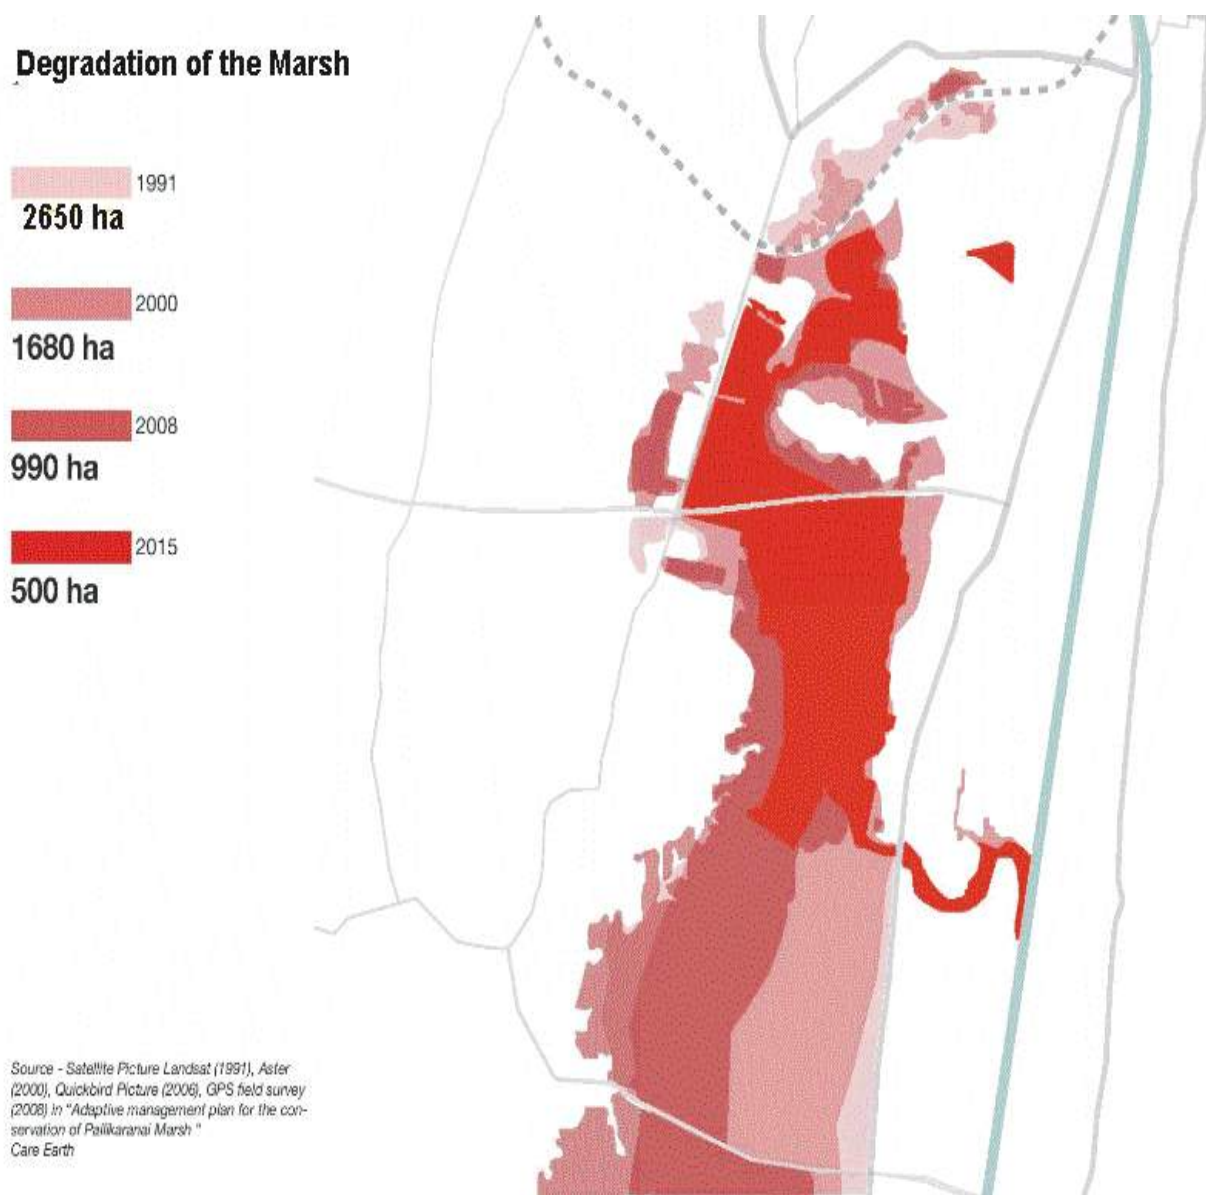 Degradation of the Marsh
1991
2650 ha
2000
1680 ha
2008
990 ha
2015
500 ha
Source - Satellite Picture Landsat (1991), Aster
(2000), Quickbird Picture (2006), GPS field survey
(2008) in "Adaptive management plan for the con-
servation of Pallikaranai Marsh "
Care Earth